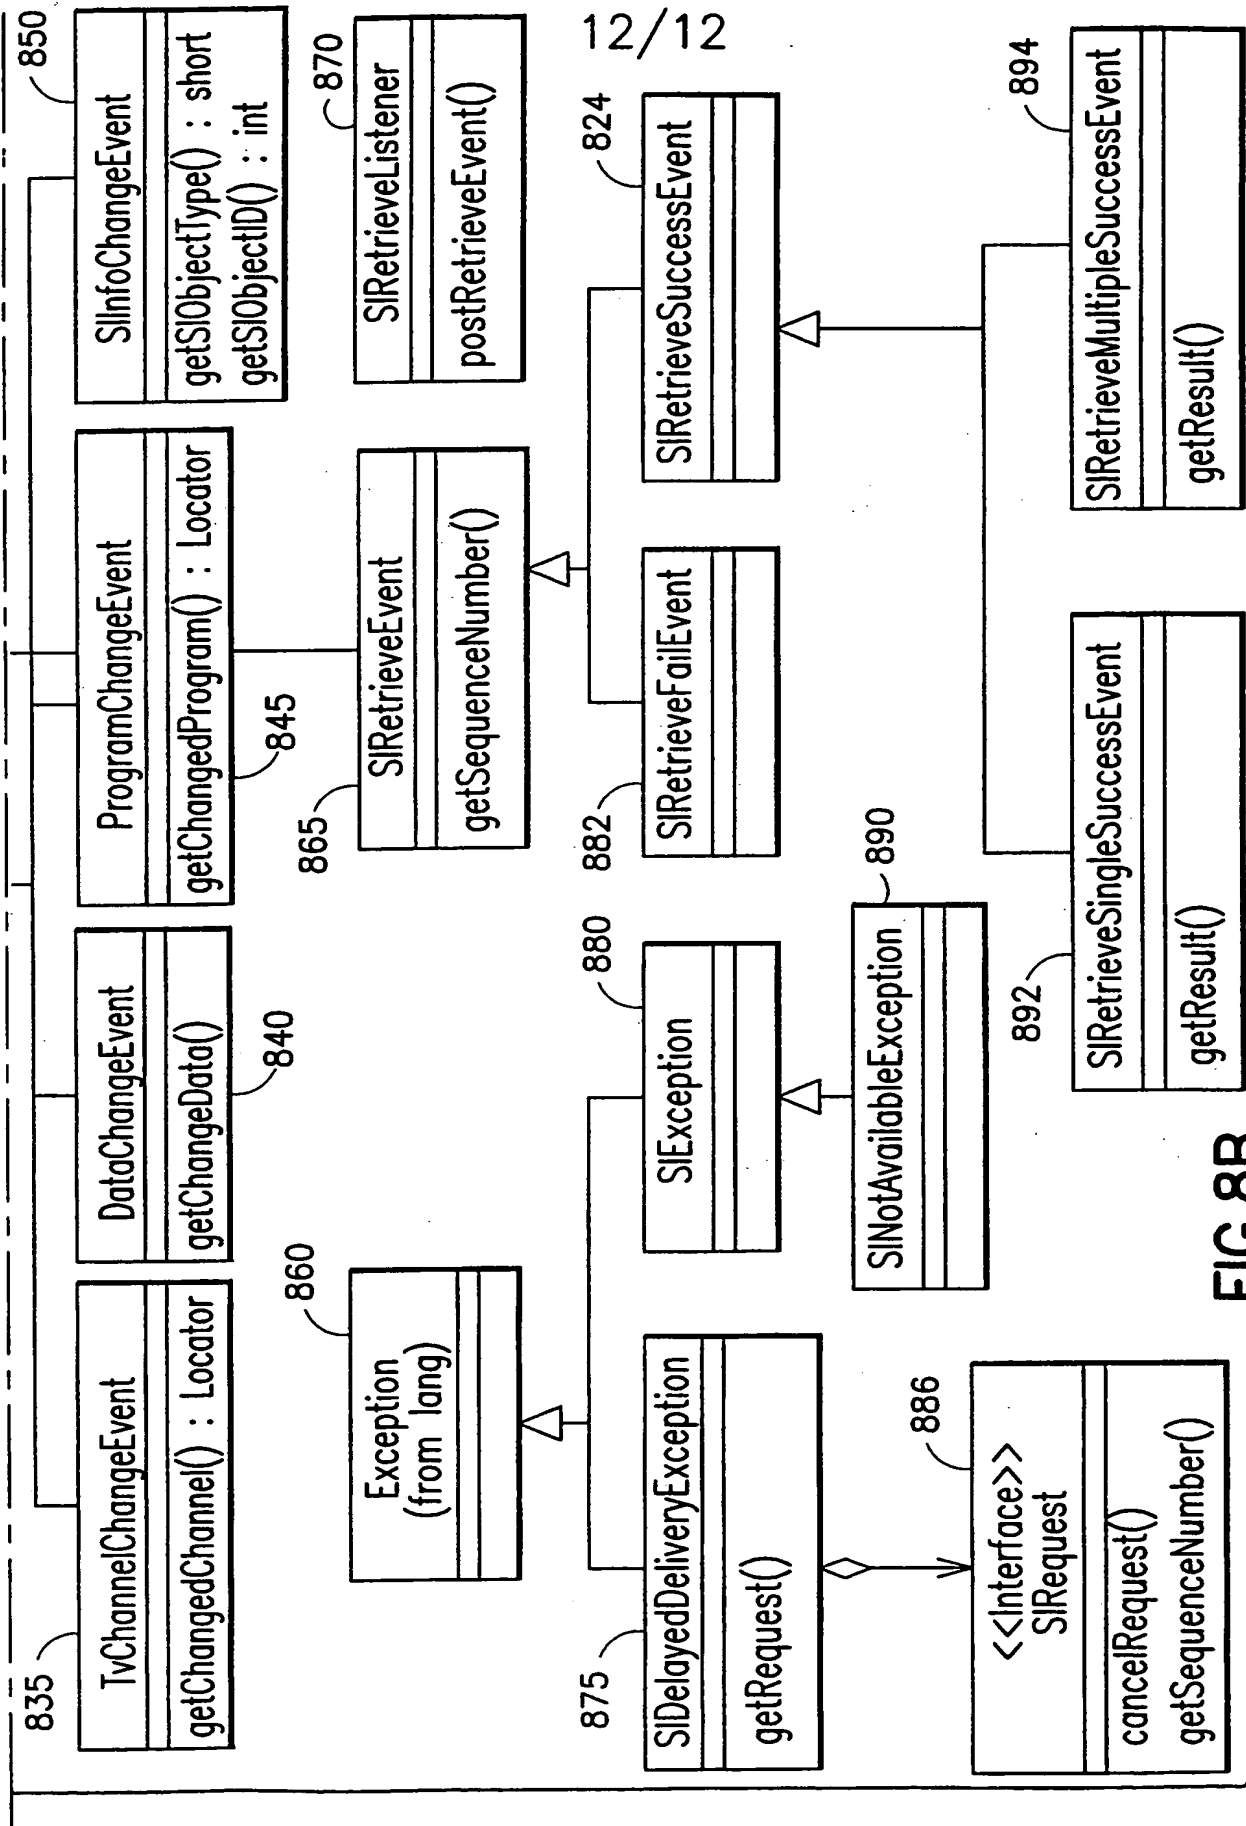 12/12
835
TvChannelChangeEvent
getChangedChannel() : Locator
DataChangeEvent
getChangeData()
840
ProgramChangeEvent
getChangedProgram() : Locator
845
850
SIInfoChangeEvent
getSIObjectType() : short
getSIObjectID() : int
860
Exception
(from lang)
865
SIRetrieveEvent
getSequenceNumber()
870
SIRetrieveListener
postRetrieveEvent()
875
SIDelayedDeliveryException
getRequest()
880
SIException
882
SIRetrieveFailEvent
824
SIRetrieveSuccessEvent
886
<<Interface>>
SIRequest
cancelRequest()
getSequenceNumber()
890
SINotAvailableException
892
SIRetrieveSingleSuccessEvent
getResult()
894
SIRetrieveMultipleSuccessEvent
getResult()
FIG.8B